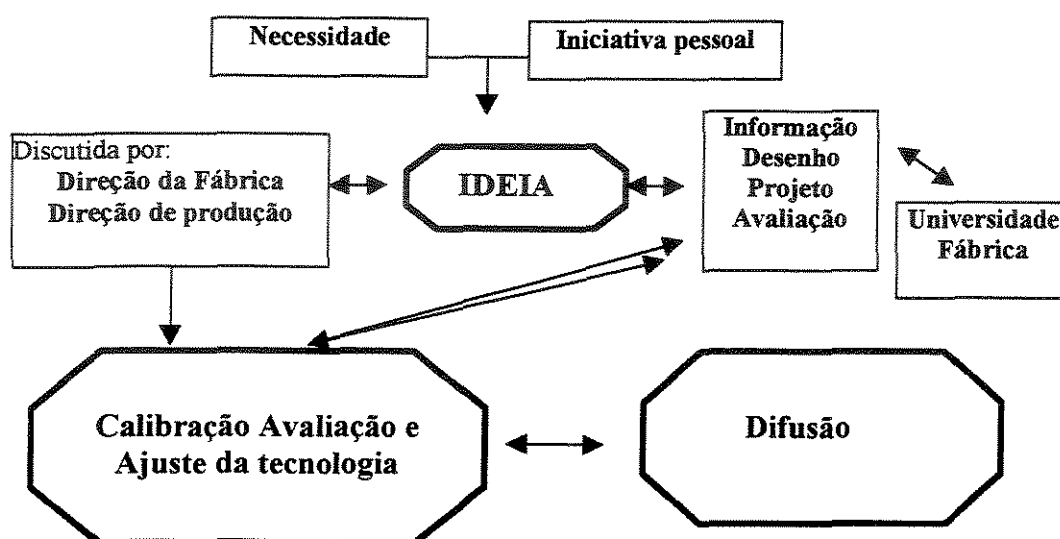 Necessidade
Iniciativa pessoal
Discutida por:
Direção da Fábrica
Direção de produção
IDEIA
Informação
Desenho
Projeto
Avaliação
Universidade
Fábrica
Calibração Avaliação e
Ajuste da tecnologia
Difusão